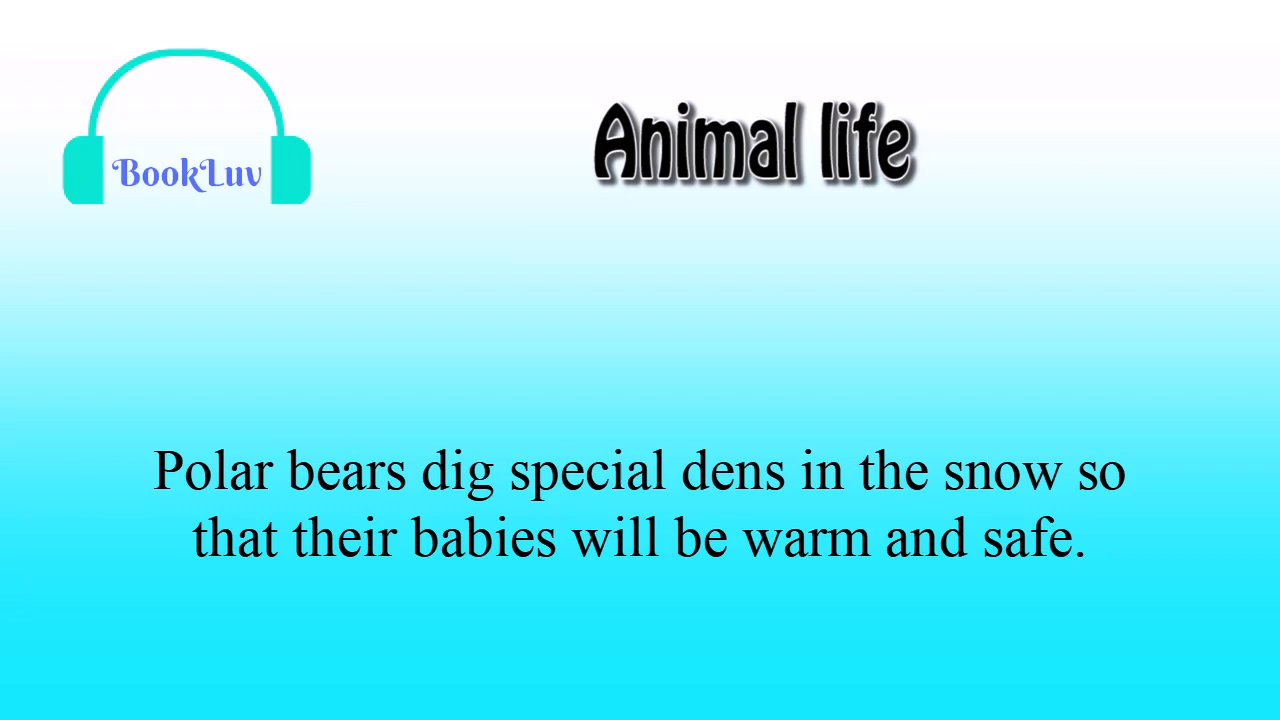 BookLuv
Animal life
Polar bears dig special dens in the snow so
that their babies will be warm and safe.